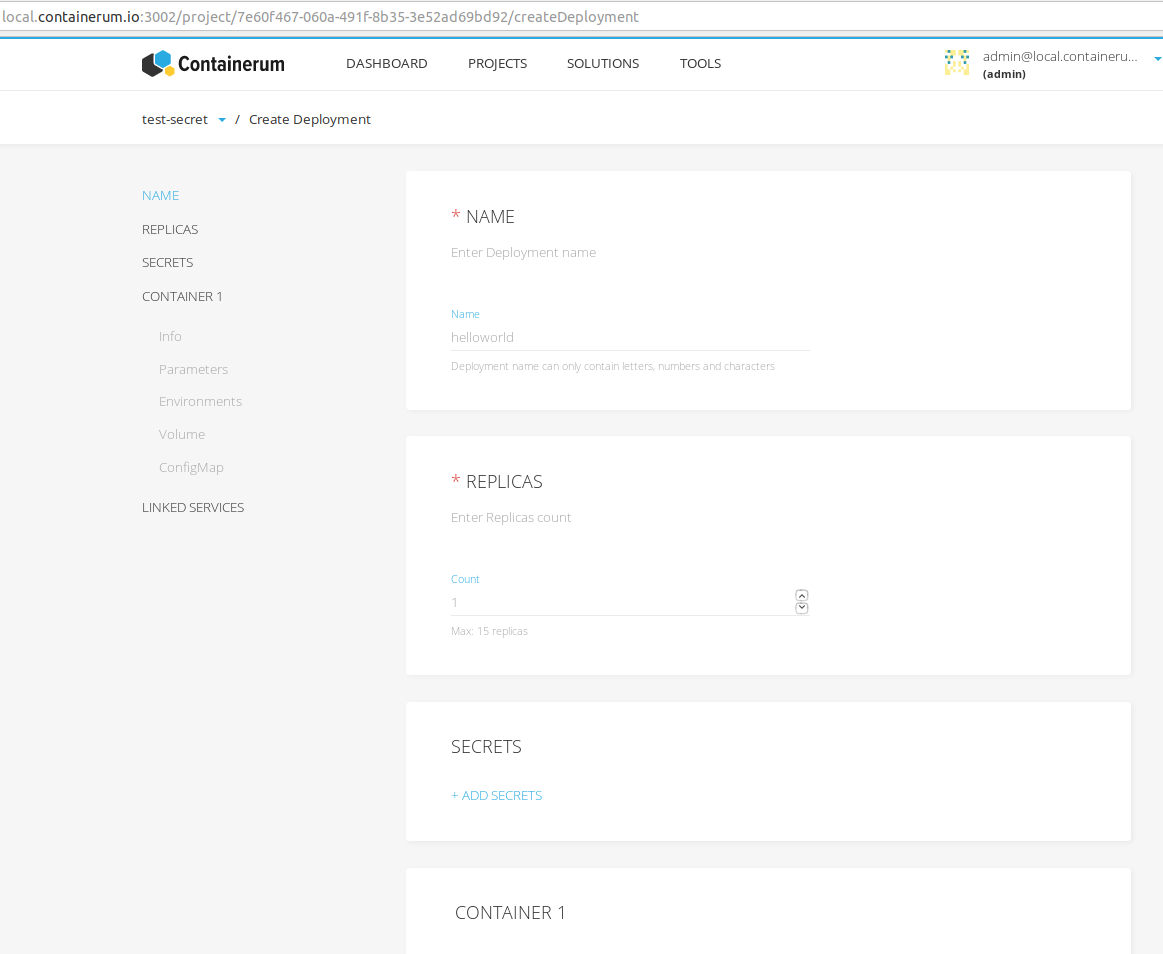 local.containerum.io:3002/project/7e60f467-060a-491f-8b35-3e52ad69bd92/createDeployment
Containerum DASHBOARD PROJECTS SOLUTIONS TOOLS admin@local.containeru...
(admin)
test-secret / Create Deployment
NAME
REPLICAS
SECRETS
CONTAINER 1
Info
Parameters
Environments
Volume
ConfigMap
LINKED SERVICES
* NAME
Enter Deployment name
Name
helloworld
Deployment name can only contain letters, numbers and characters
* REPLICAS
Enter Replicas count
Count
1
Max: 15 replicas
SECRETS
+ ADD SECRETS
CONTAINER 1